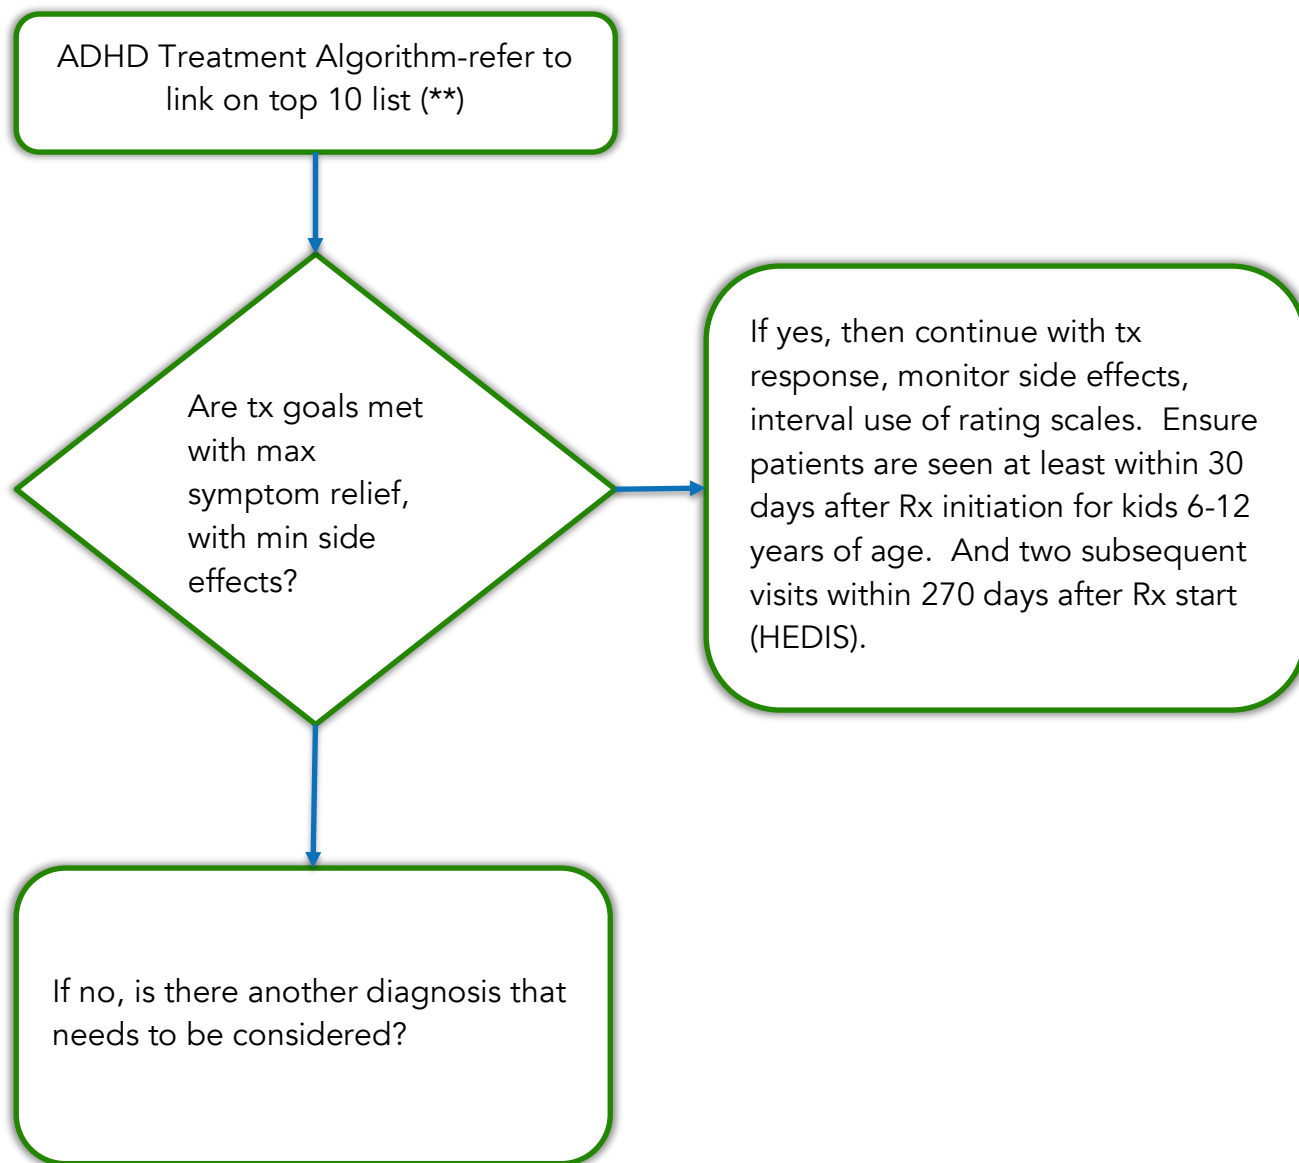 ADHD Treatment Algorithm-refer to
link on top 10 list (**)
Are tx goals met
with max
symptom relief,
with min side
effects?
If yes, then continue with tx
response, monitor side effects,
interval use of rating scales.  Ensure
patients are seen at least within 30
days after Rx initiation for kids 6-12
years of age.  And two subsequent
visits within 270 days after Rx start
(HEDIS).
If no, is there another diagnosis that
needs to be considered?